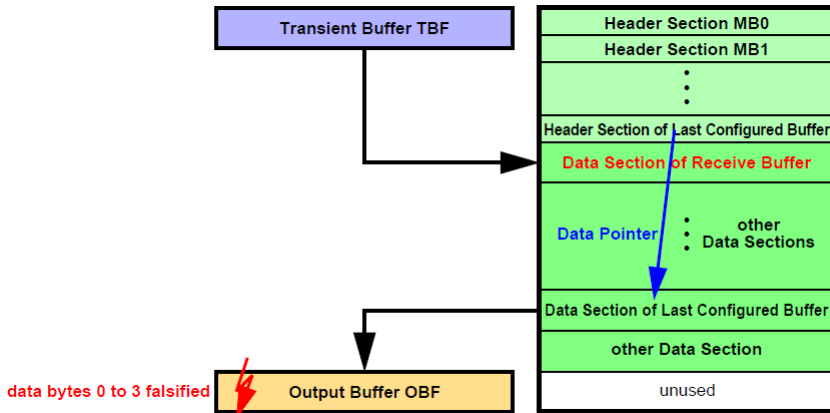 Transient Buffer TBF
Header Section MB0
Header Section MB1
Header Section of Last Configured Buffer
Data Section of Receive Buffer
Data Pointer
other
Data Sections
Data Section of Last Configured Buffer
other Data Section
data bytes 0 to 3 falsified
Output Buffer OBF
unused